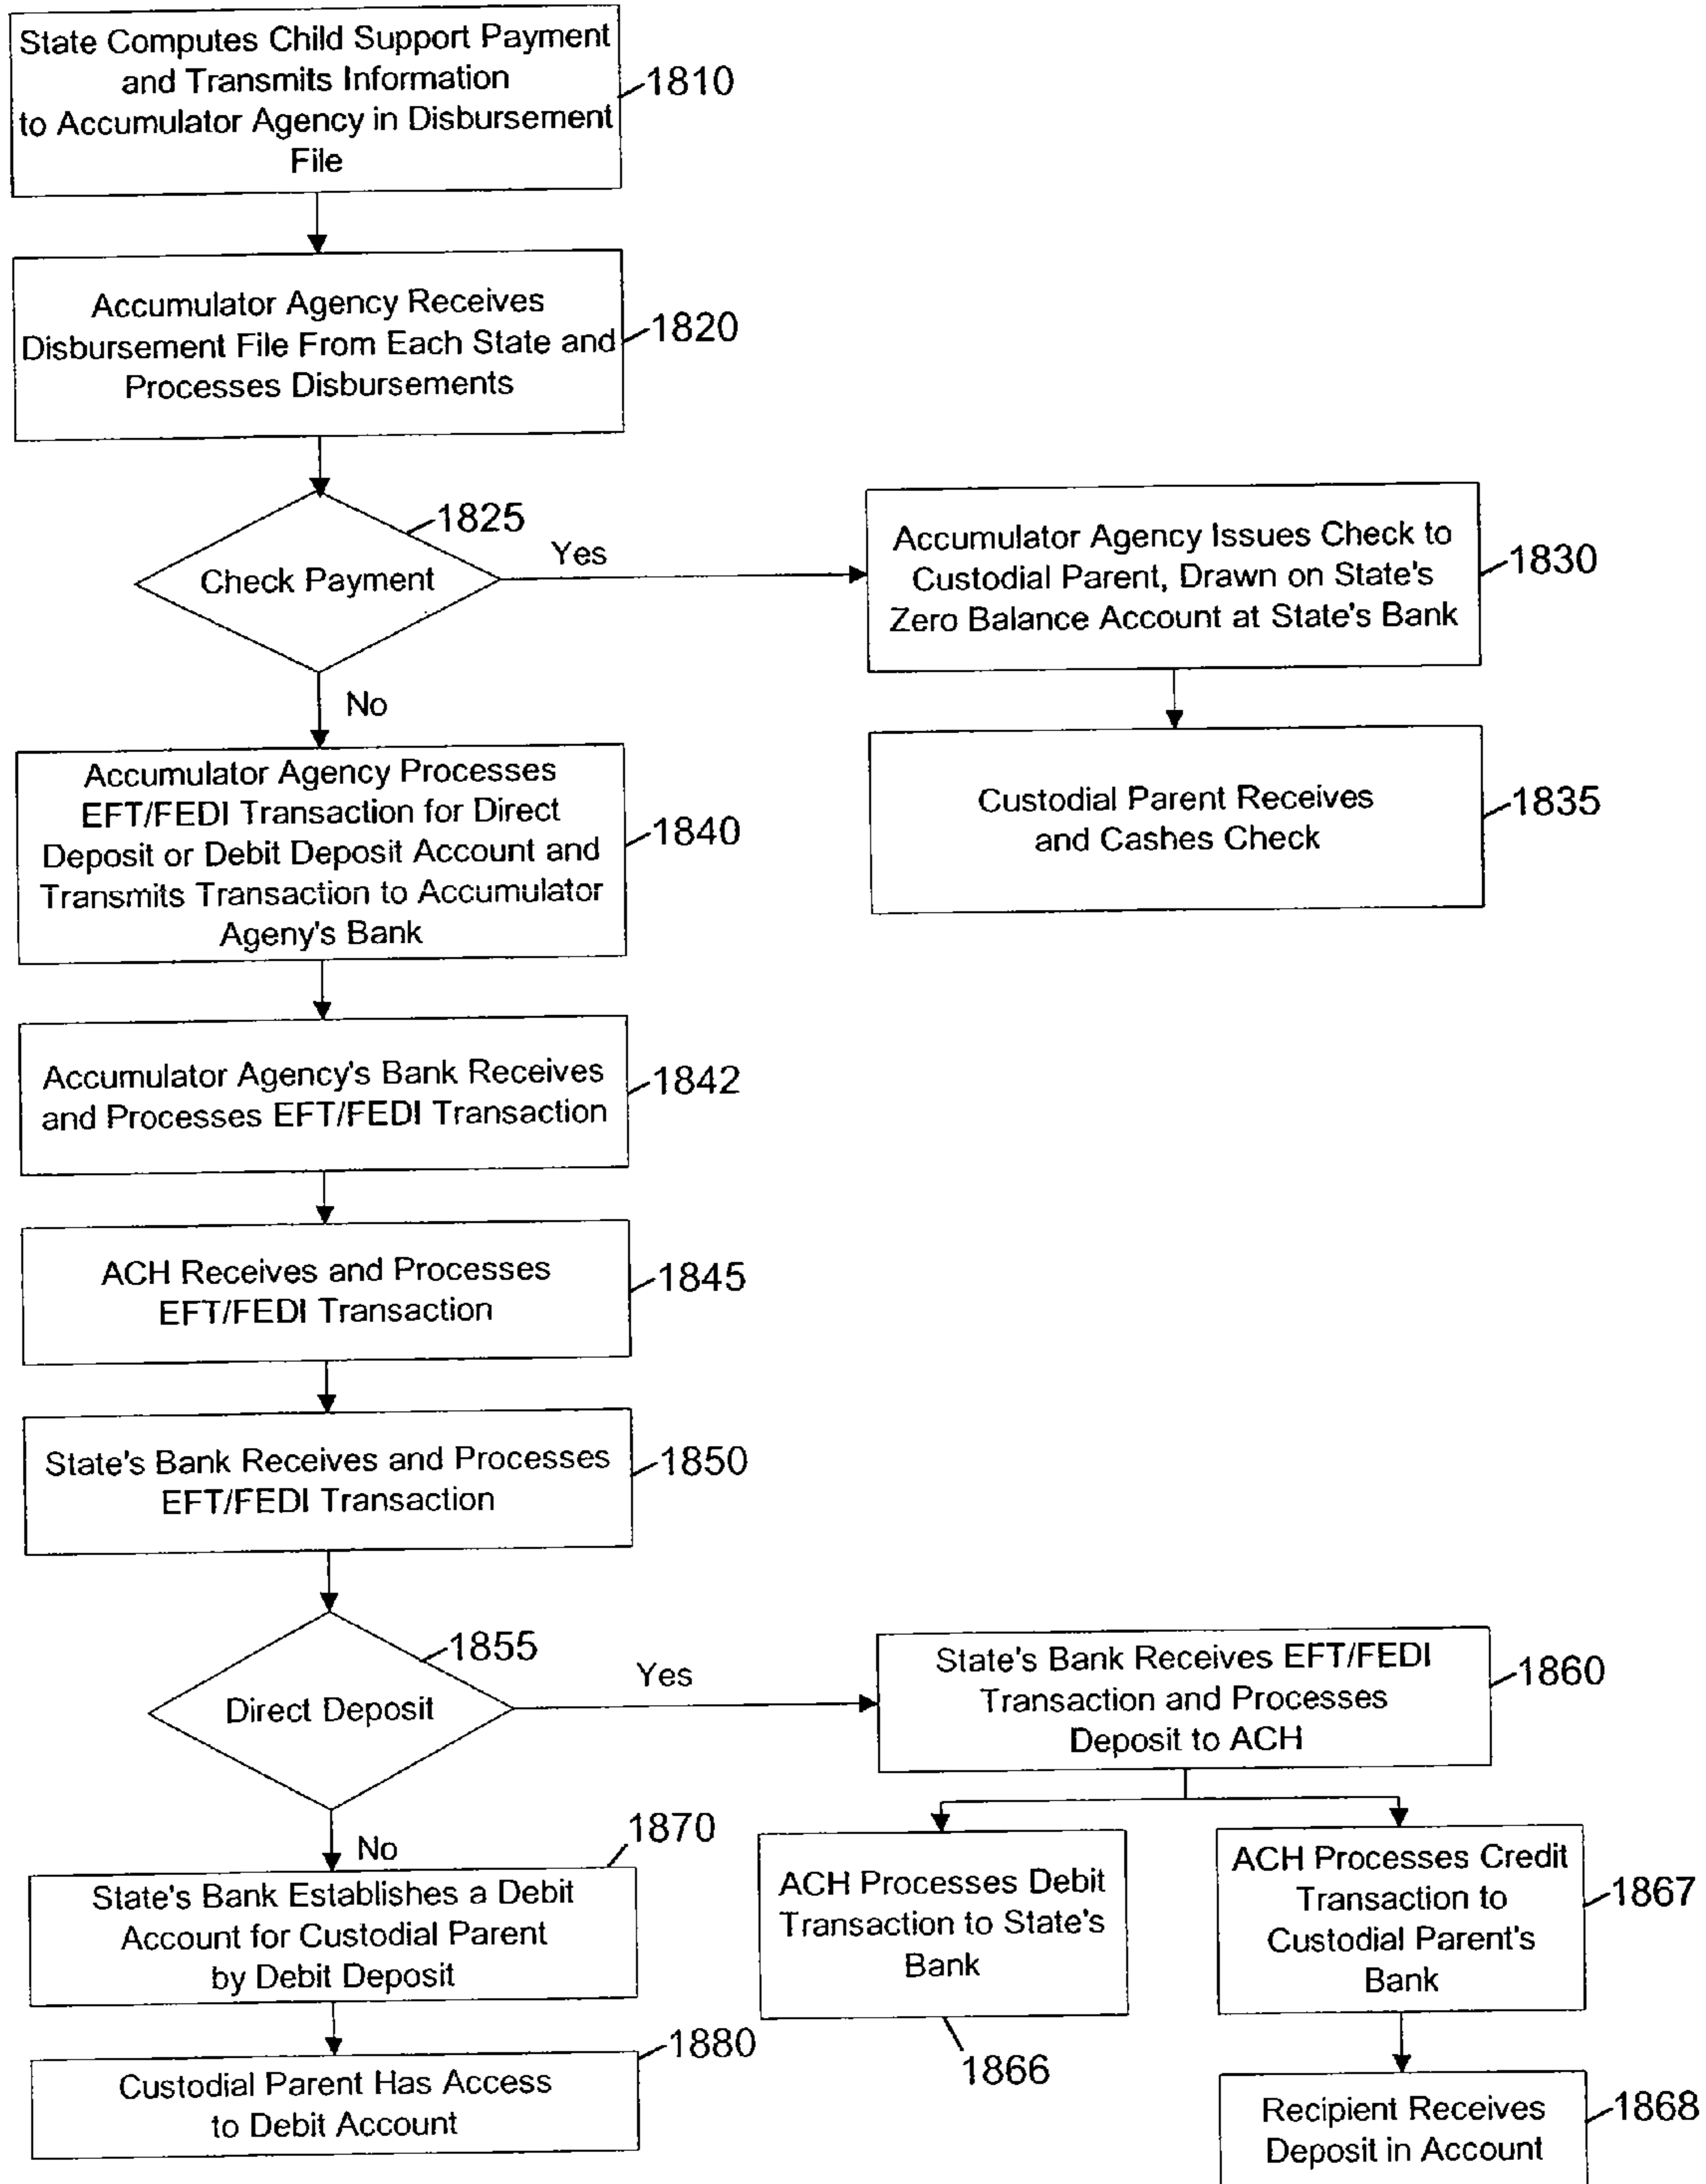 State Computes Child Support Payment
and Transmits Information
to Accumulator Agency in Disbursement
File
1810
Accumulator Agency Receives
Disbursement File From Each State and
Processes Disbursements
1820
1825
Check Payment
Yes
No
Accumulator Agency Issues Check to
Custodial Parent, Drawn on State's
Zero Balance Account at State's Bank
1830
Custodial Parent Receives
and Cashes Check
1835
Accumulator Agency Processes
EFT/FEDI Transaction for Direct
Deposit or Debit Deposit Account and
Transmits Transaction to Accumulator
Ageny's Bank
1840
Accumulator Agency's Bank Receives
and Processes EFT/FEDI Transaction
1842
ACH Receives and Processes
EFT/FEDI Transaction
1845
State's Bank Receives and Processes
EFT/FEDI Transaction
1850
1855
Direct Deposit
Yes
No
State's Bank Receives EFT/FEDI
Transaction and Processes
Deposit to ACH
1860
1870
State's Bank Establishes a Debit
Account for Custodial Parent
by Debit Deposit
ACH Processes Debit
Transaction to State's
Bank
1866
ACH Processes Credit
Transaction to
Custodial Parent's
Bank
1867
1880
Custodial Parent Has Access
to Debit Account
Recipient Receives
Deposit in Account
1868